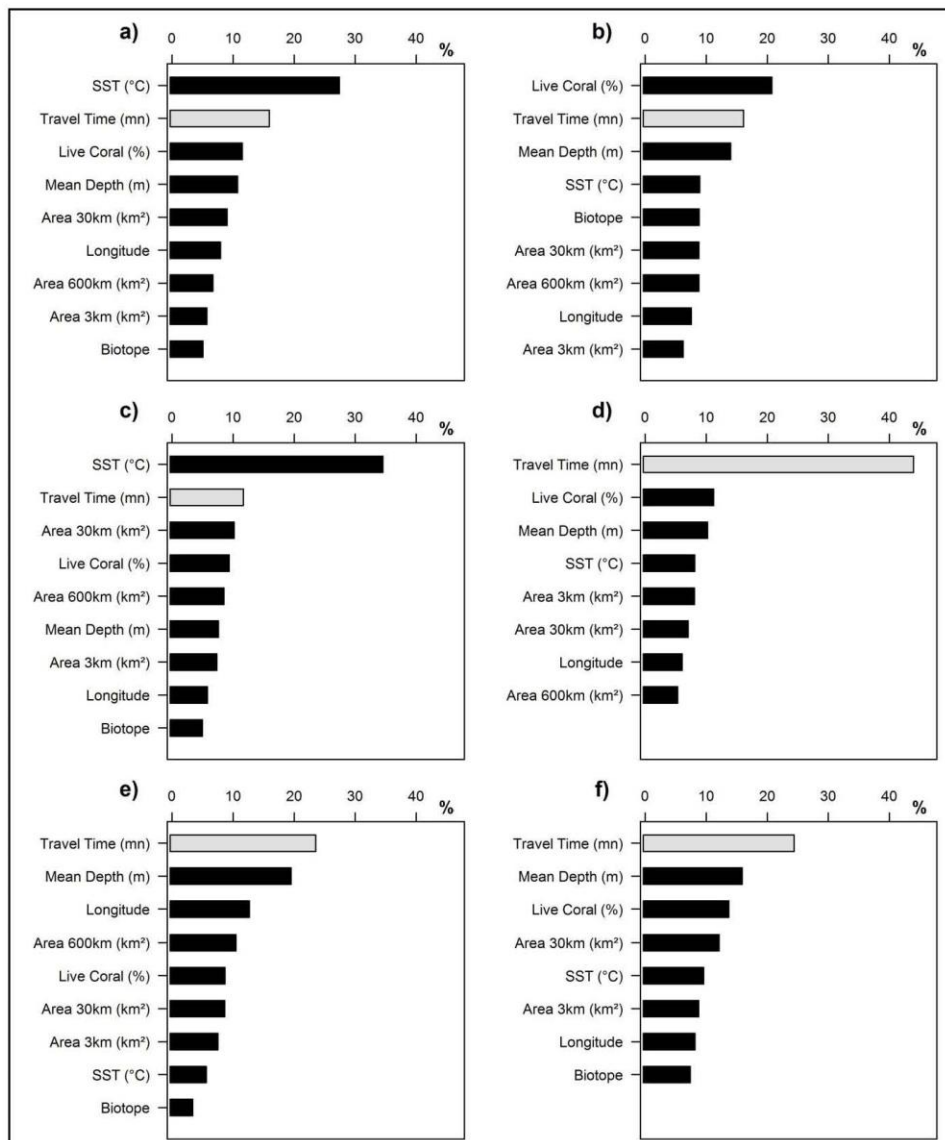 a)
0 10 20 30 40
%
SST (°C)
Travel Time (mn)
Live Coral (%)
Mean Depth (m)
Area 30km (km²)
Longitude
Area 600km (km²)
Area 3km (km²)
Biotope
b)
0 10 20 30 40
%
Live Coral (%)
Travel Time (mn)
Mean Depth (m)
SST (°C)
Biotope
Area 30km (km²)
Area 600km (km²)
Longitude
Area 3km (km²)
c)
0 10 20 30 40
%
SST (°C)
Travel Time (mn)
Area 30km (km²)
Live Coral (%)
Area 600km (km²)
Mean Depth (m)
Area 3km (km²)
Longitude
Biotope
d)
0 10 20 30 40
%
Travel Time (mn)
Live Coral (%)
Mean Depth (m)
SST (°C)
Area 3km (km²)
Area 30km (km²)
Longitude
Area 600km (km²)
e)
0 10 20 30 40
%
Travel Time (mn)
Mean Depth (m)
Longitude
Area 600km (km²)
Live Coral (%)
Area 30km (km²)
Area 3km (km²)
SST (°C)
Biotope
f)
0 10 20 30 40
%
Travel Time (mn)
Mean Depth (m)
Live Coral (%)
Area 30km (km²)
SST (°C)
Area 3km (km²)
Longitude
Biotope